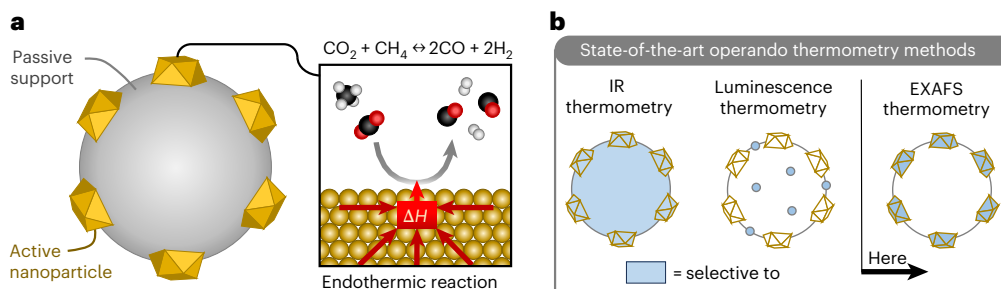 a
Passive
support
Active
nanoparticle
CO₂ + CH₄ ↔ 2CO + 2H₂
ΔH
Endothermic reaction
b
State-of-the-art operando thermometry methods
IR
thermometry
Luminescence
thermometry
EXAFS
thermometry
= selective to
Here